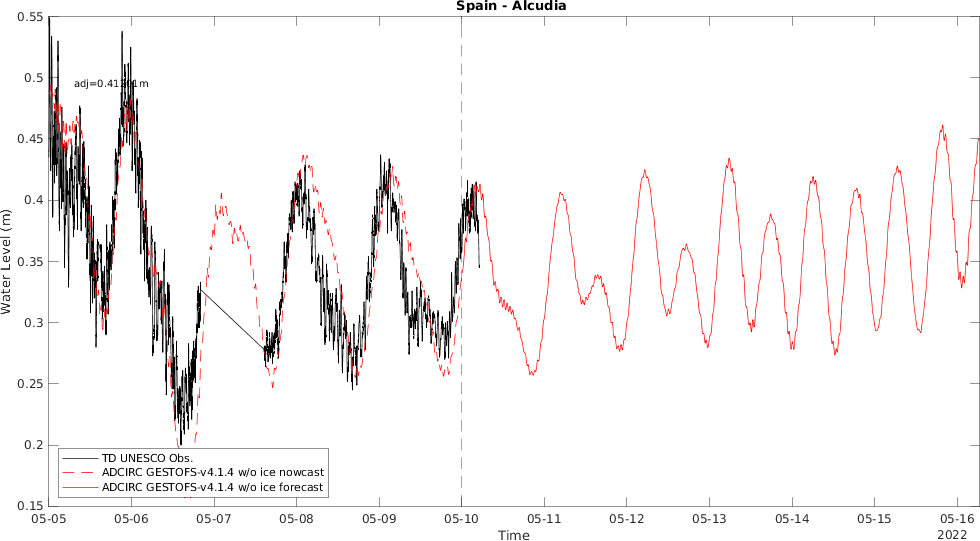 Spain - Alcudia
0.55
0.5
0.45
0.4
0.35
0.3
0.25
0.2
0.15
Water Level (m)
TD UNESCO Obs.
ADCIRC GESTOFS-v4.1.4 w/o ice nowcast
ADCIRC GESTOFS-v4.1.4 w/o ice forecast
05-05 05-06 05-07 05-08 05-09 05-10 05-11 05-12 05-13 05-14 05-15 05-16
Time
2022